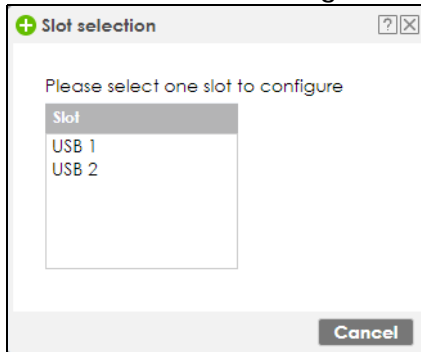 Slot selection
Please select one slot to configure
Slot
USB 1
USB 2
Cancel